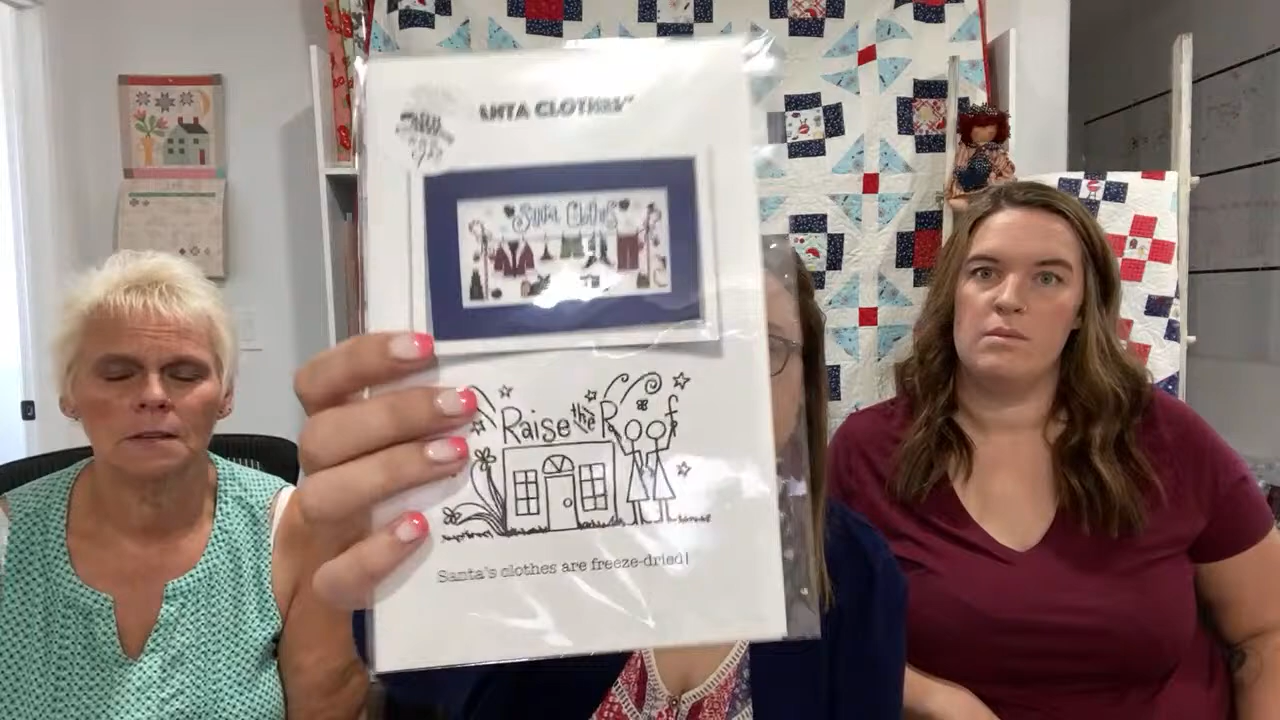 ANTA CLOTHES"
Santa Clothes
Raise the Roof
Santa's clothes are freeze-dried!